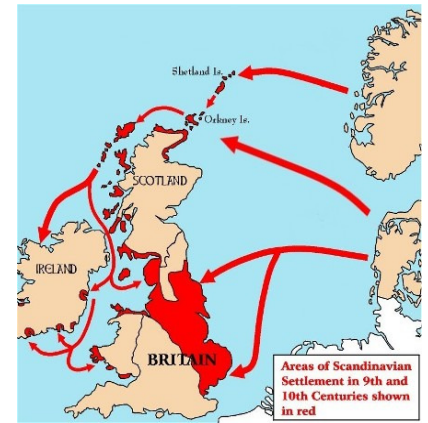 Shetland Is.
Orkney Is.
SCOTLAND
IRELAND
BRITAIN
Areas of Scandinavian
Settlement in 9th and
10th Centuries shown
in red